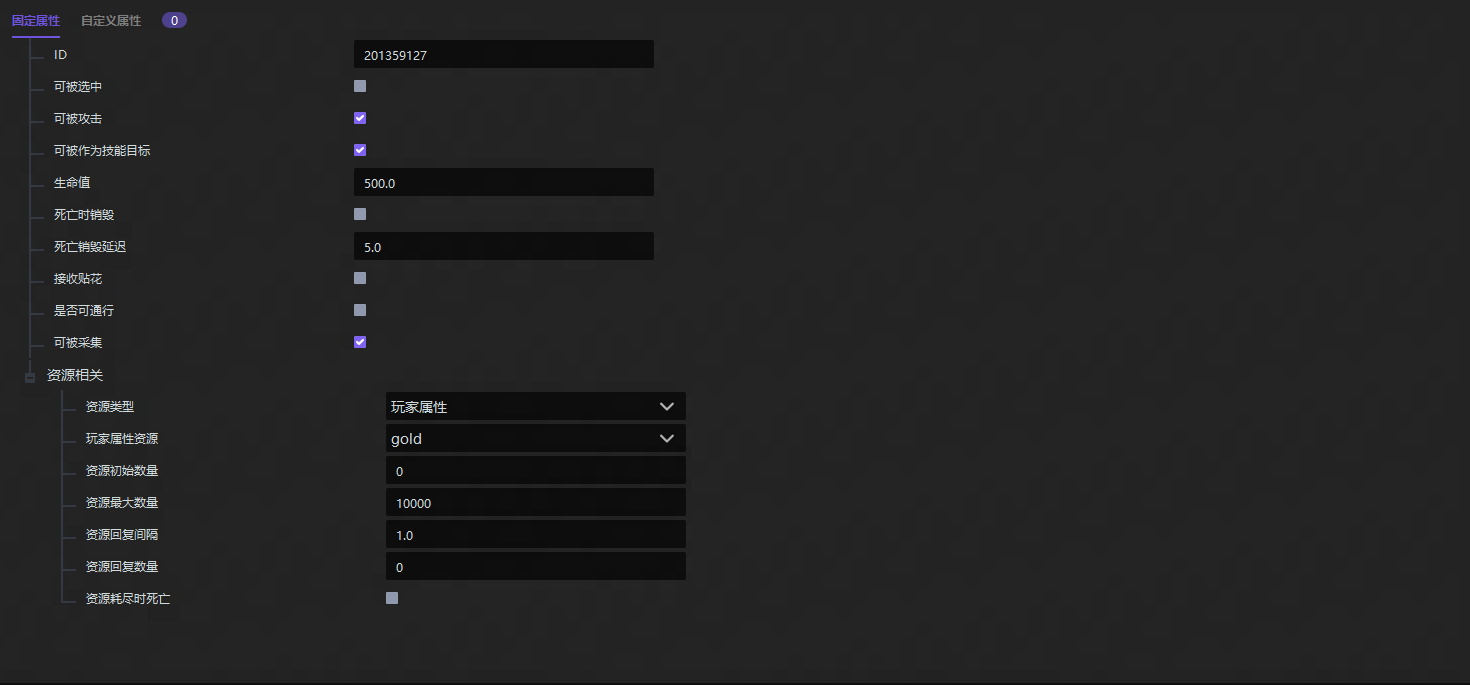 固定属性 自定义属性 0
ID 201359127
可被选中
可被攻击
可被作为技能目标
生命值 500.0
死亡时销毁
死亡销毁延迟 5.0
接收贴花
是否可通行
可被采集
资源相关
资源类型 玩家属性
玩家属性资源 gold
资源初始数量 0
资源最大数量 10000
资源回复间隔 1.0
资源回复数量 0
资源耗尽时死亡